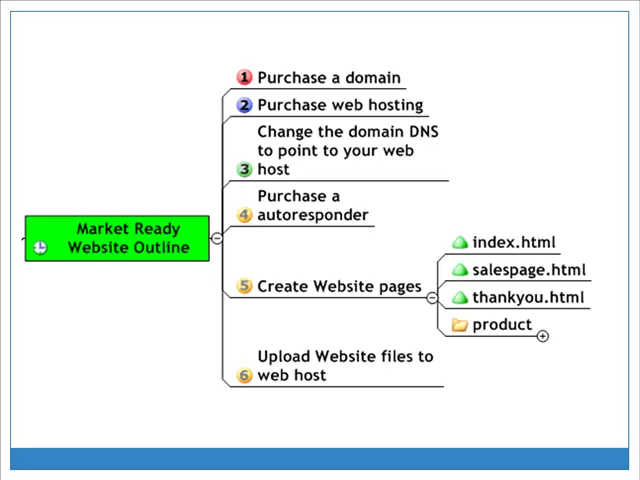 Market Ready
Website Outline
1 Purchase a domain
2 Purchase web hosting
Change the domain DNS
to point to your web
3 host
Purchase a
4 autoresponder
5 Create Website pages
index.html
salespage.html
thankyou.html
product
Upload Website files to
6 web host